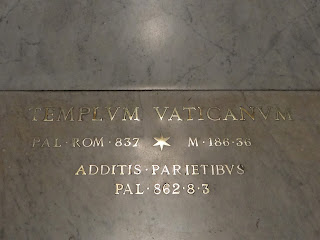 TEMPLVM VATICANVM
PAL·ROM·837 ★ M·186·36
ADDITIS·PARIETIBVS
PAL·862·8·3